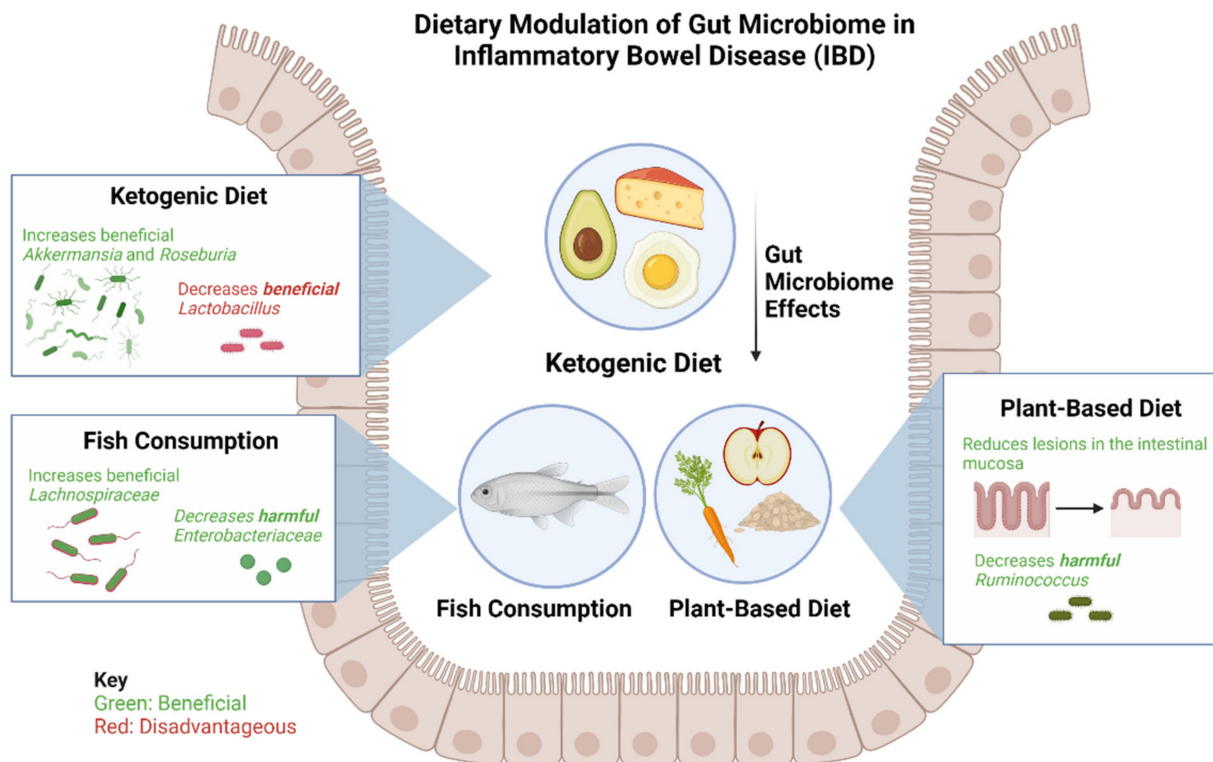 Dietary Modulation of Gut Microbiome in
Inflammatory Bowel Disease (IBD)
Ketogenic Diet
Increases beneficial
Akkermansia and Roseburia
Decreases beneficial
Lactobacillus
Gut
Microbiome
Effects
Ketogenic Diet
Fish Consumption
Increases beneficial
Lachnospiraceae
Decreases harmful
Enterobacteriaceae
Fish Consumption
Plant-Based Diet
Plant-Based Diet
Reduces lesions in the intestinal
mucosa
Decreases harmful
Ruminococcus
Key
Green: Beneficial
Red: Disadvantageous